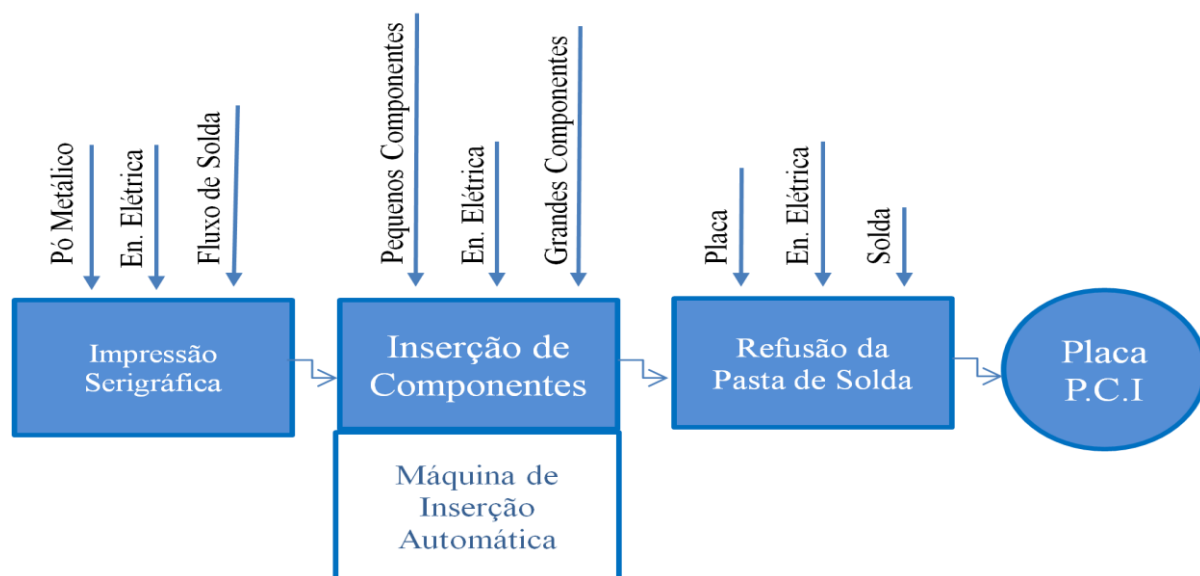 Pó Metálico
En. Elétrica
Fluxo de Solda
Pequenos Componentes
En. Elétrica
Grandes Componentes
Placa
En. Elétrica
Solda
Impressão
Serigráfica
Inserção de
Componentes
Refusão da
Pasta de Solda
Placa
P.C.I
Máquina de
Inserção
Automática